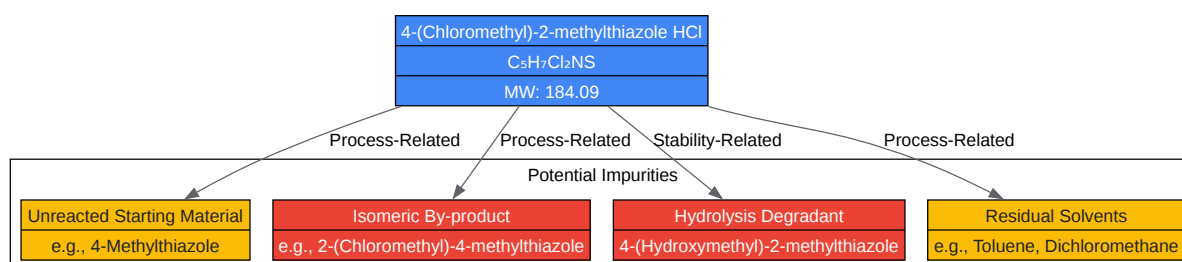 4-(Chloromethyl)-2-methylthiazole HCl
C₅H₇Cl₂NS
MW: 184.09
Process-Related
Process-Related
Stability-Related
Process-Related
Potential Impurities
Unreacted Starting Material
e.g., 4-Methylthiazole
Isomeric By-product
e.g., 2-(Chloromethyl)-4-methylthiazole
Hydrolysis Degradant
4-(Hydroxymethyl)-2-methylthiazole
Residual Solvents
e.g., Toluene, Dichloromethane